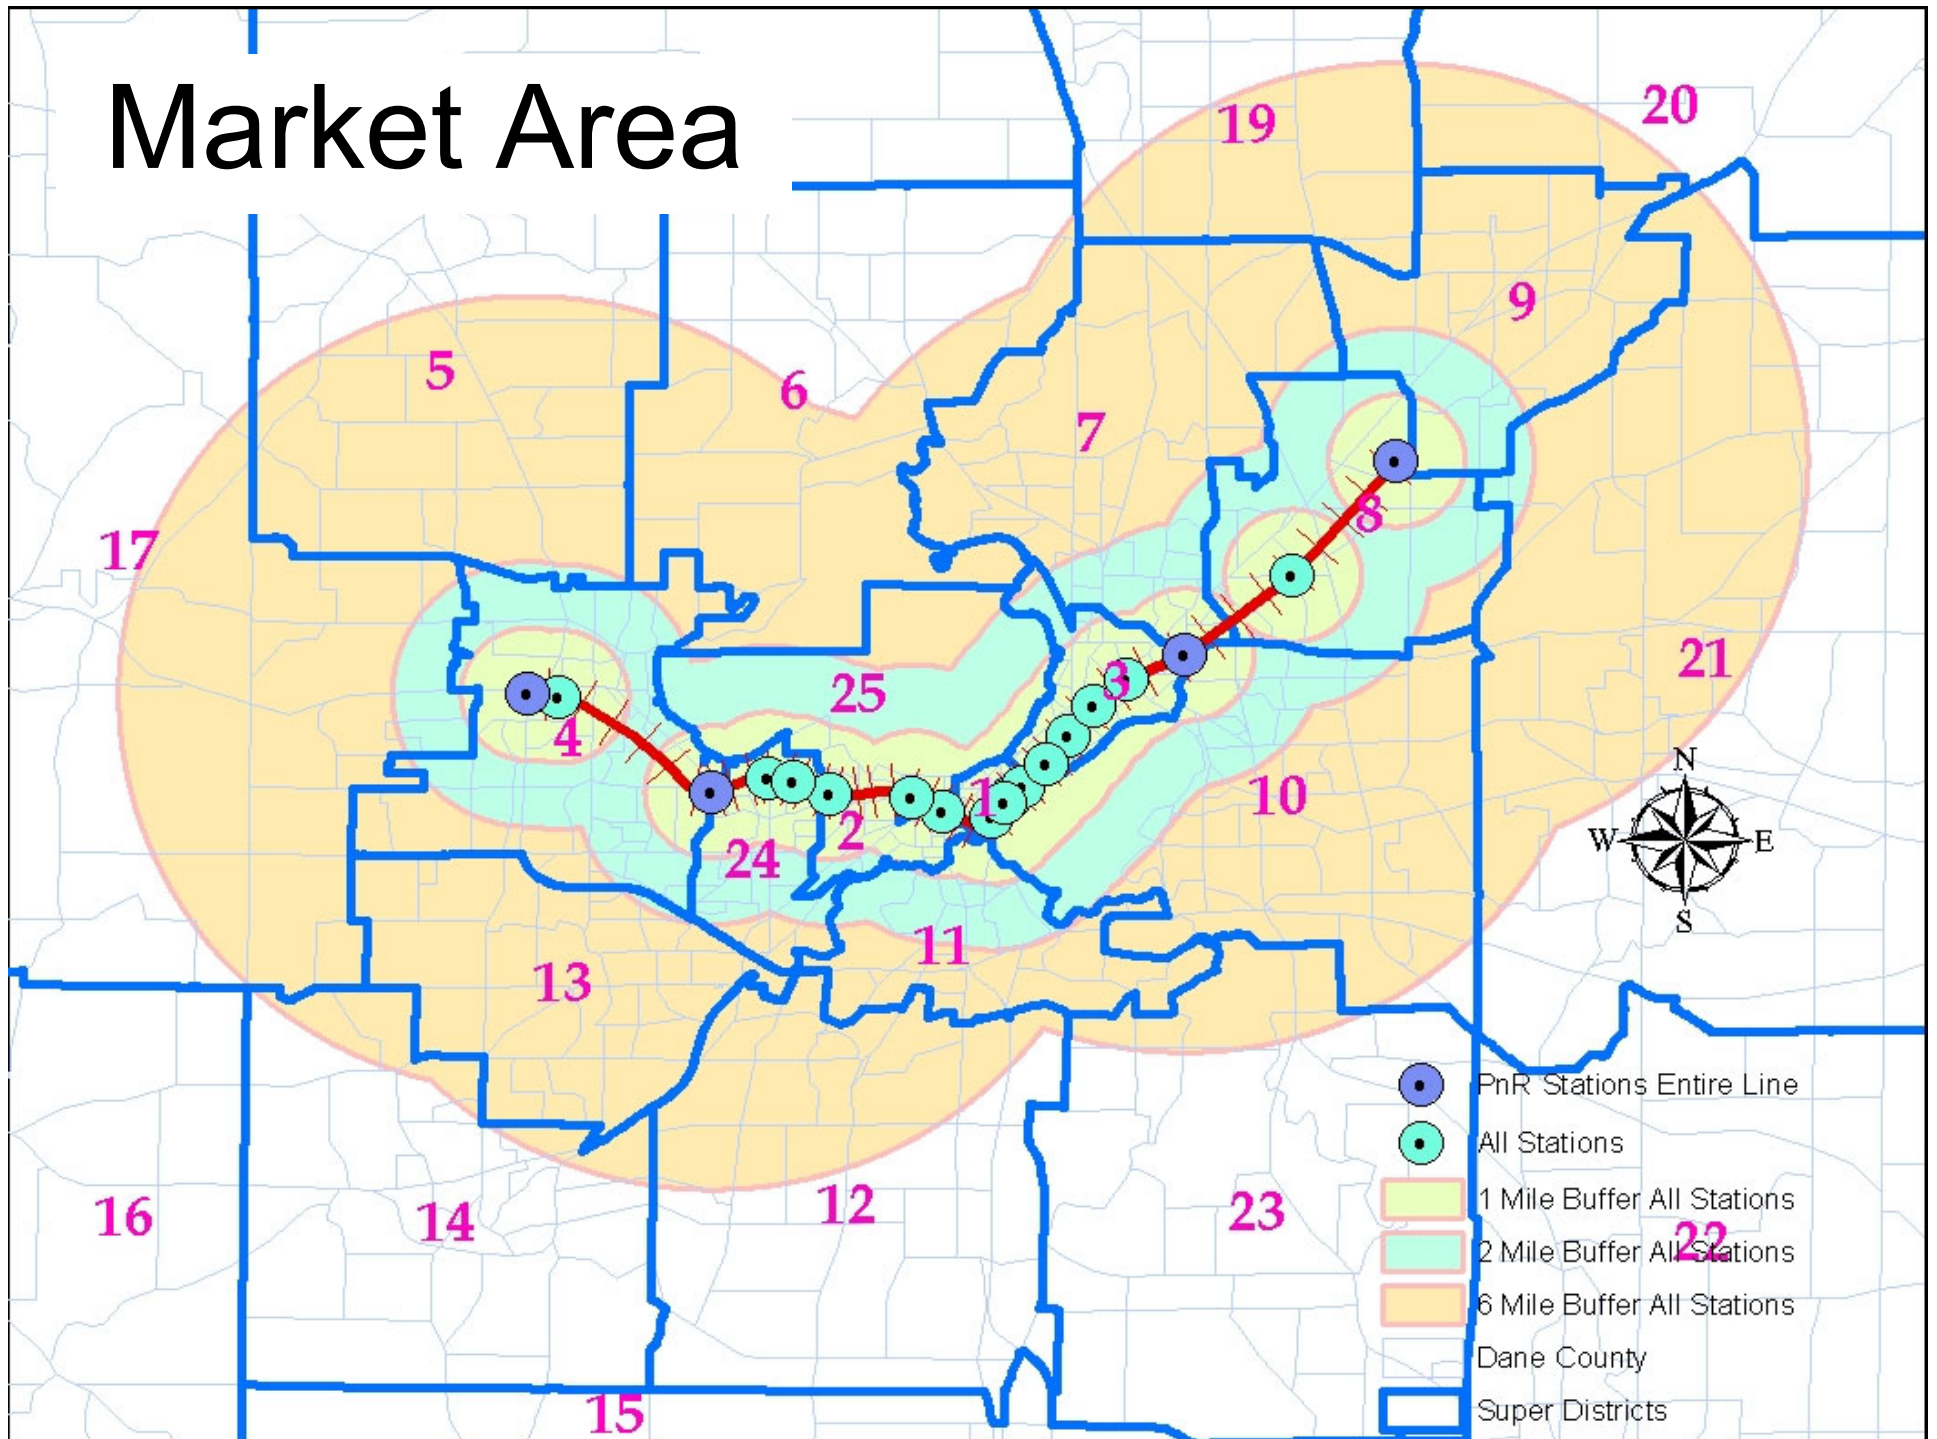 Market Area
19
20
9
5
6
7
8
17
3
21
25
4
1
N
10
2
W
E
24
S
11
13
PnR Stations Entire Line
All Stations
1 Mile Buffer All Stations
16
14
12
23
22
2 Mile Buffer All Stations
6 Mile Buffer All Stations
Dane County
15
Super Districts